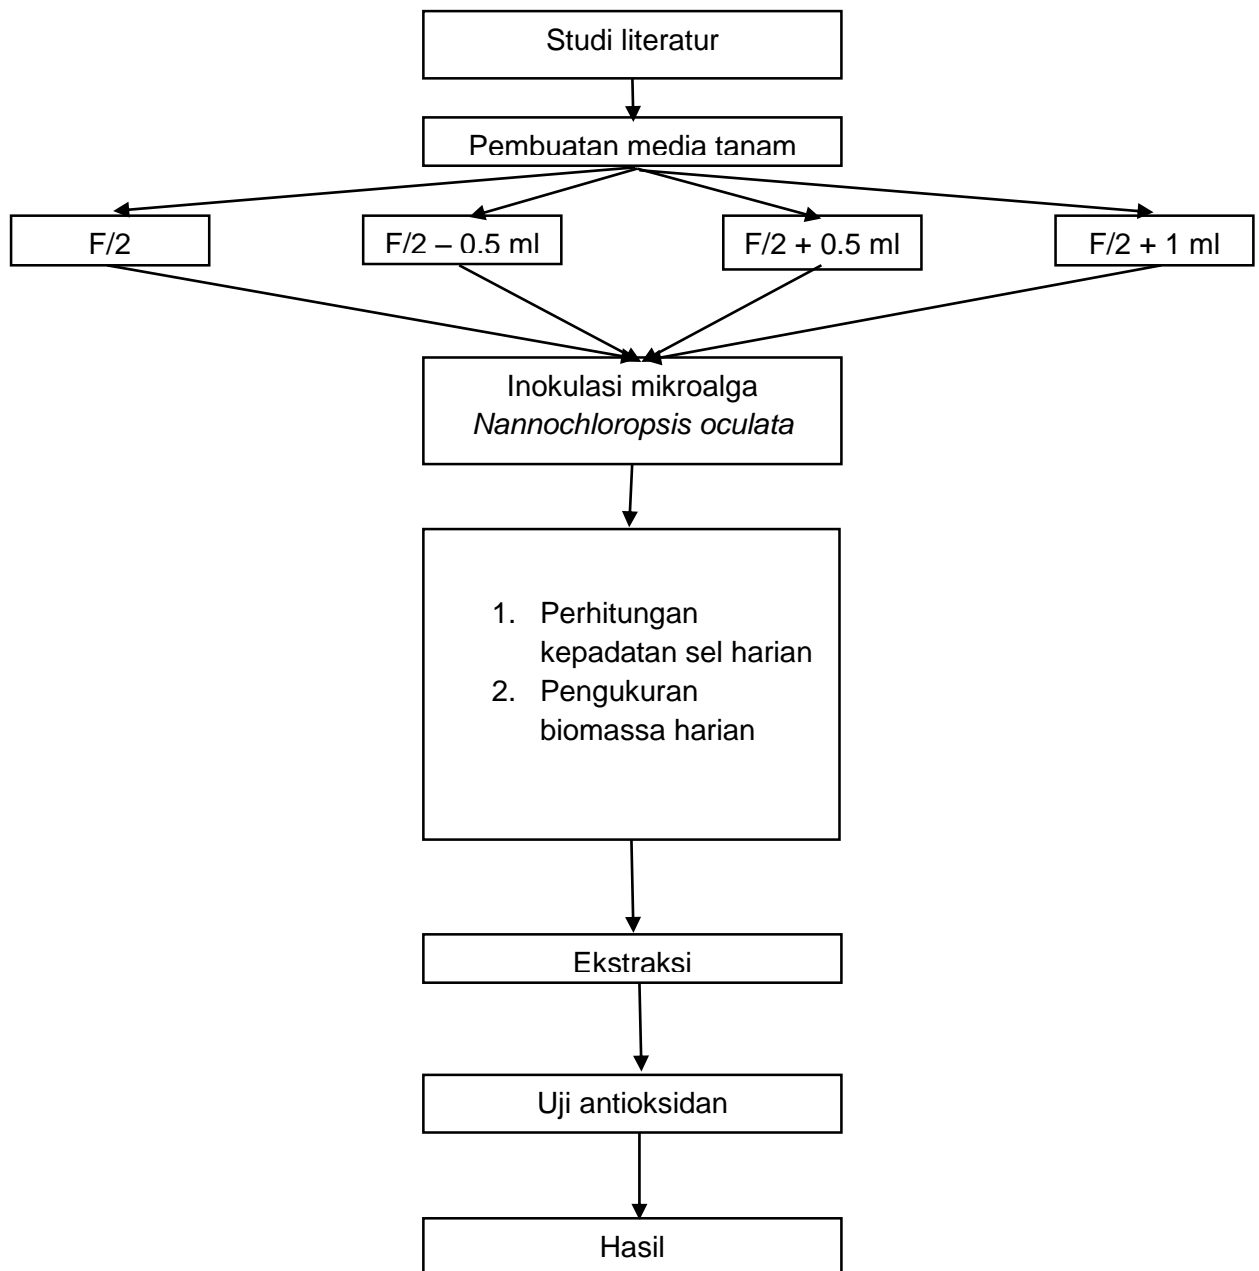 Studi literatur
Pembuatan media tanam
F/2
F/2 – 0.5 ml
F/2 + 0.5 ml
F/2 + 1 ml
Inokulasi mikroalga
Nannochloropsis oculata
1. Perhitungan
kepadatan sel harian
2. Pengukuran
biomassa harian
Ekstraksi
Uji antioksidan
Hasil